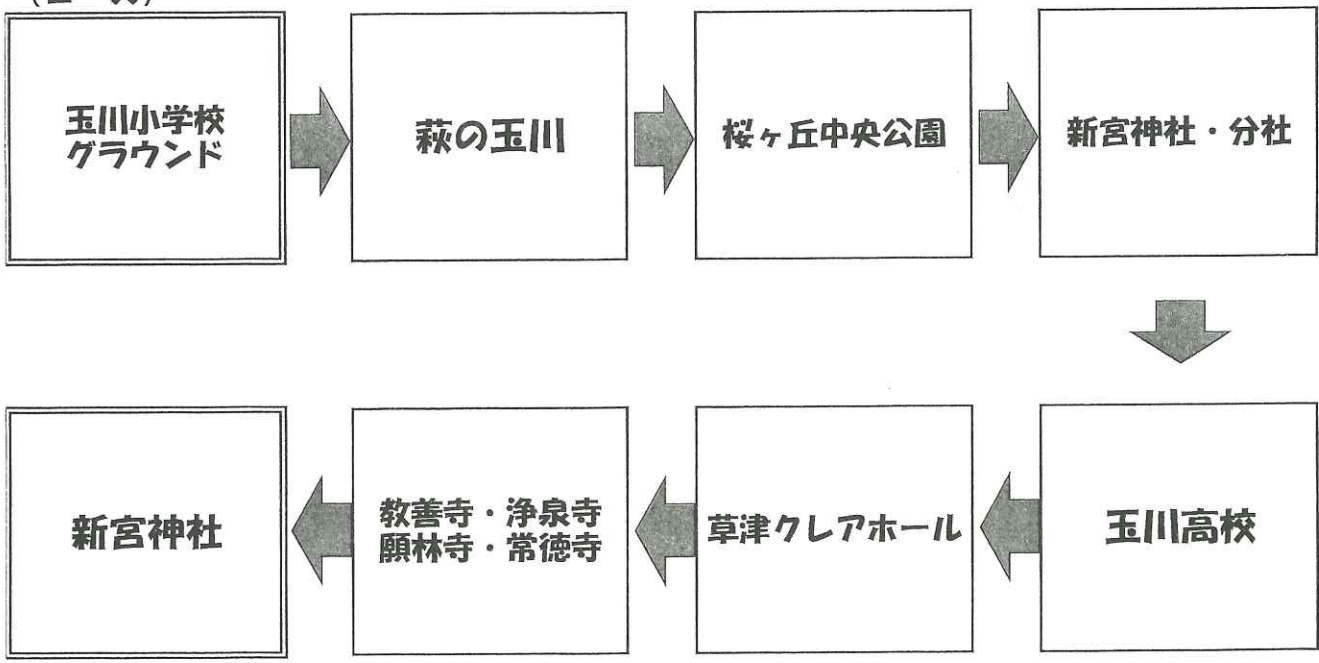 玉川小学校
グラウンド
萩の玉川
桜ヶ丘中央公園
新宮神社・分社
玉川高校
草津クレアホール
教善寺・浄泉寺
願林寺・常徳寺
新宮神社